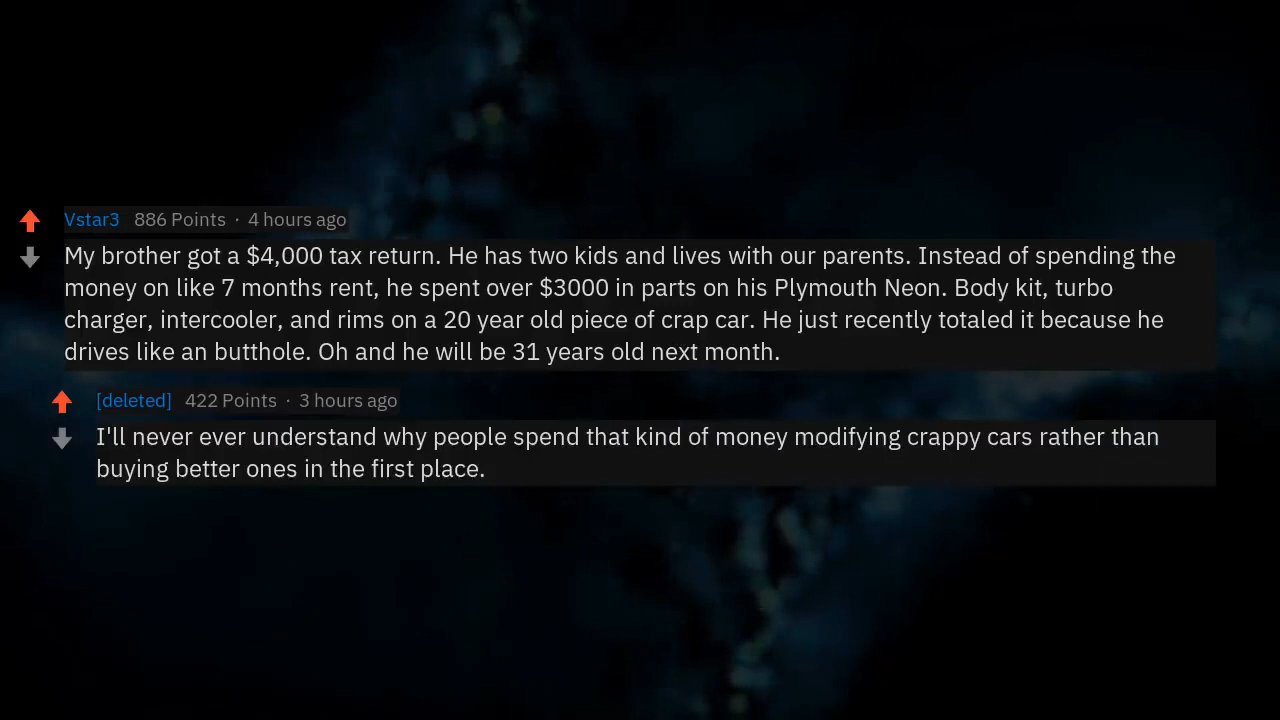 Vstar3 886 Points · 4 hours ago
My brother got a $4,000 tax return. He has two kids and lives with our parents. Instead of spending the
money on like 7 months rent, he spent over $3000 in parts on his Plymouth Neon. Body kit, turbo
charger, intercooler, and rims on a 20 year old piece of crap car. He just recently totaled it because he
drives like an butthole. Oh and he will be 31 years old next month.
[deleted] 422 Points · 3 hours ago
I'll never ever understand why people spend that kind of money modifying crappy cars rather than
buying better ones in the first place.